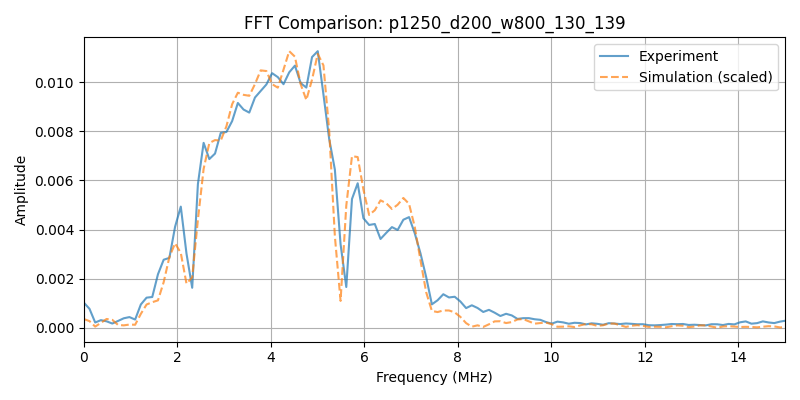 FFT Comparison: p1250_d200_w800_130_139
Experiment
Simulation (scaled)
Amplitude
0.010
0.008
0.006
0.004
0.002
0.000
0 2 4 6 8 10 12 14
Frequency (MHz)